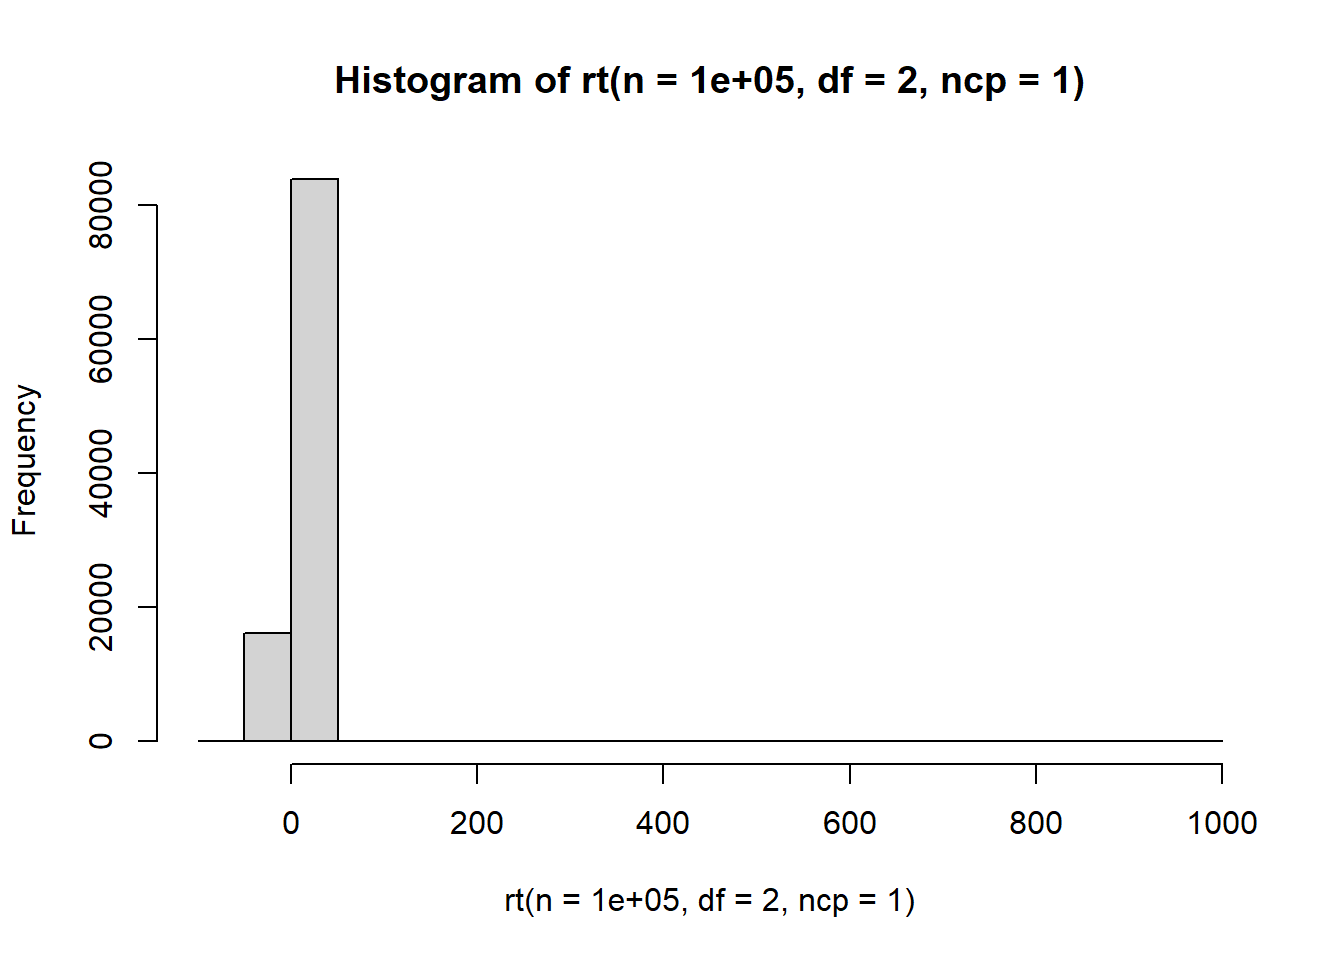 Histogram of rt(n = 1e+05, df = 2, ncp = 1)
Frequency
80000
60000
40000
20000
0
0 200 400 600 800 1000
rt(n = 1e+05, df = 2, ncp = 1)